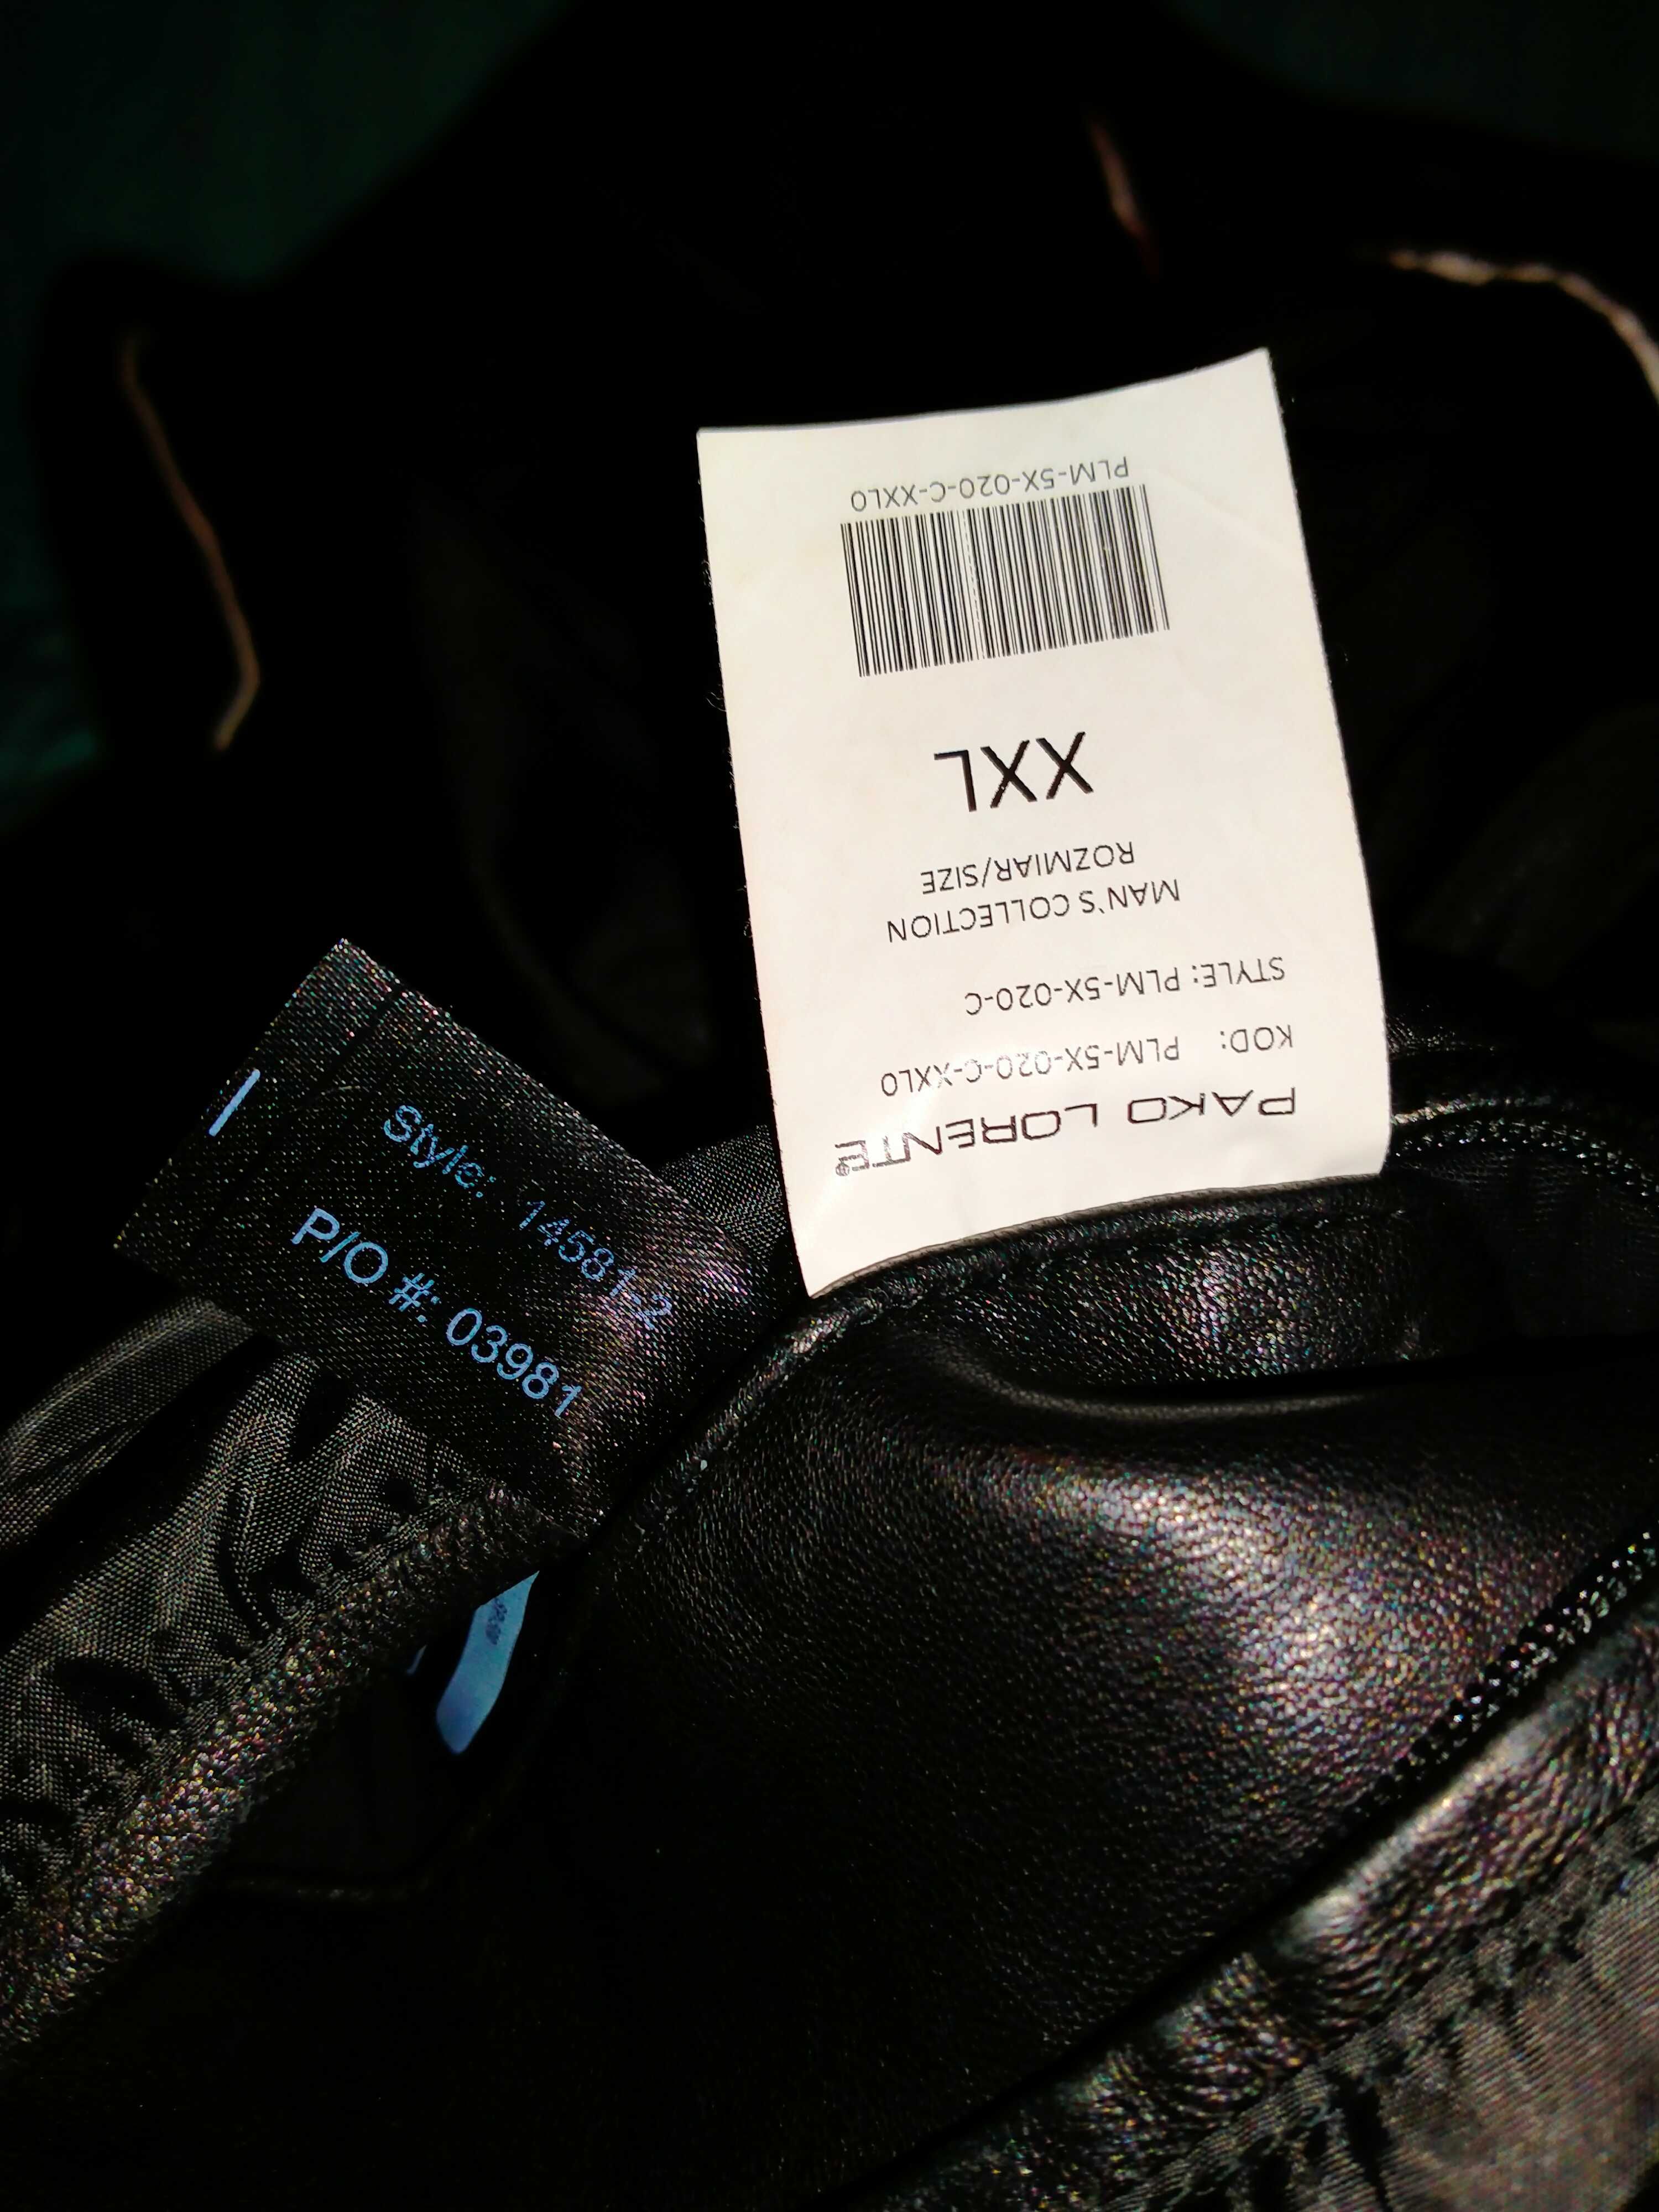 PAKO LORENTE®
KOD: PLM-5X-020-C-XXL0
STYLE: PLM-5X-020-C
MAN`S COLLECTION
ROZMIAR/SIZE
XXL
PLM-5X-020-C-XXL0
Style: 14581-2
P/O #: 03981